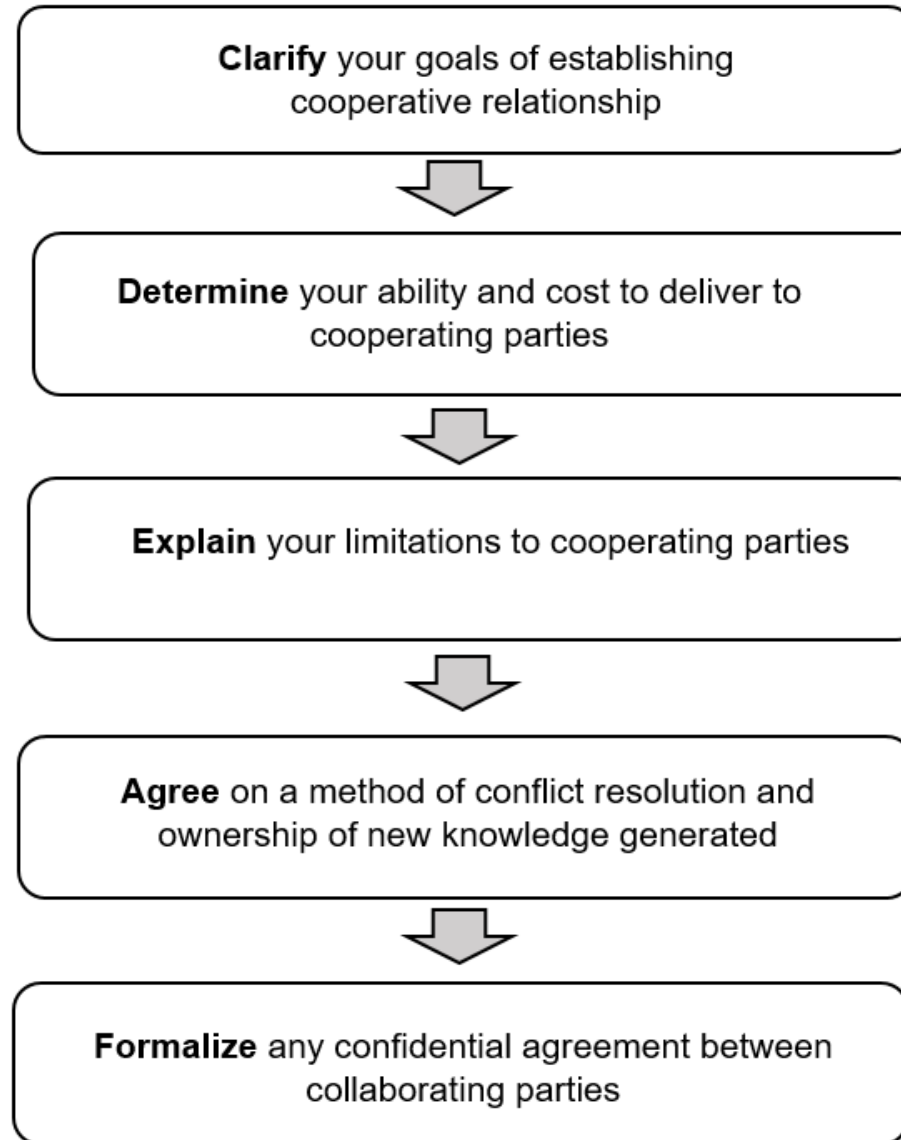 Clarify your goals of establishing
cooperative relationship
Determine your ability and cost to deliver to
cooperating parties
Explain your limitations to cooperating parties
Agree on a method of conflict resolution and
ownership of new knowledge generated
Formalize any confidential agreement between
collaborating parties